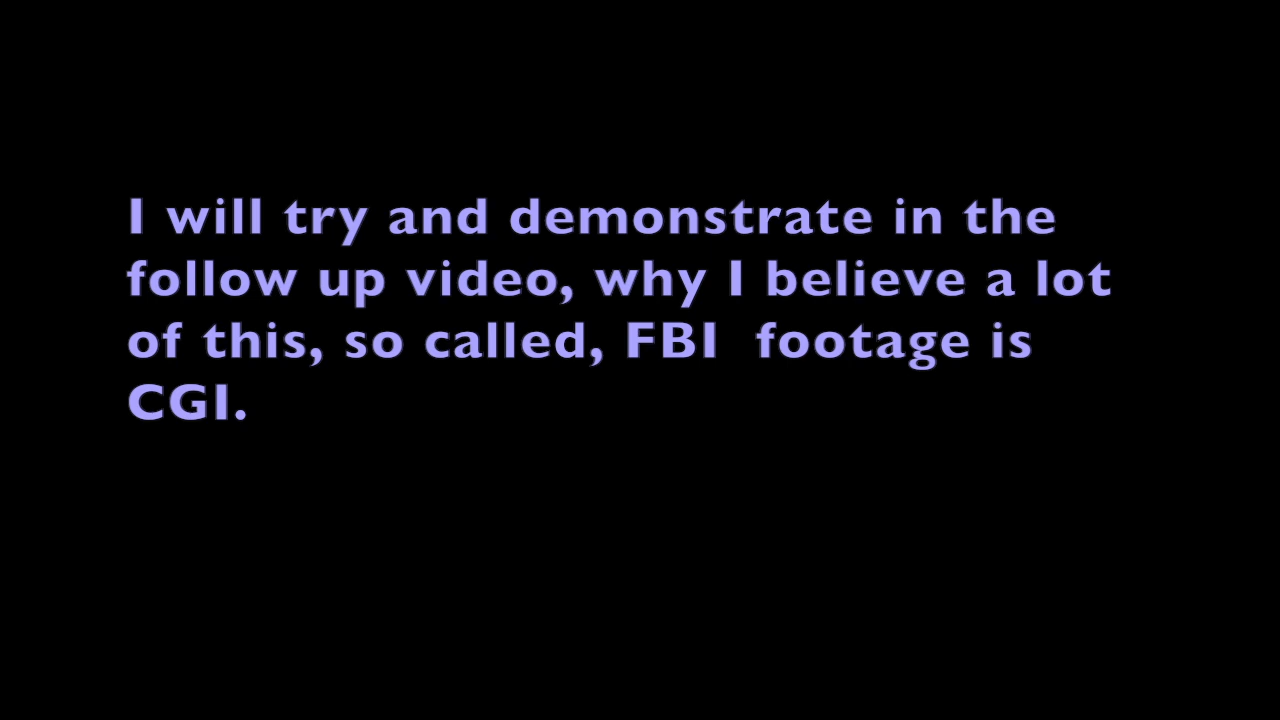 I will try and demonstrate in the
follow up video, why I believe a lot
of this, so called, FBI  footage is
CGI.